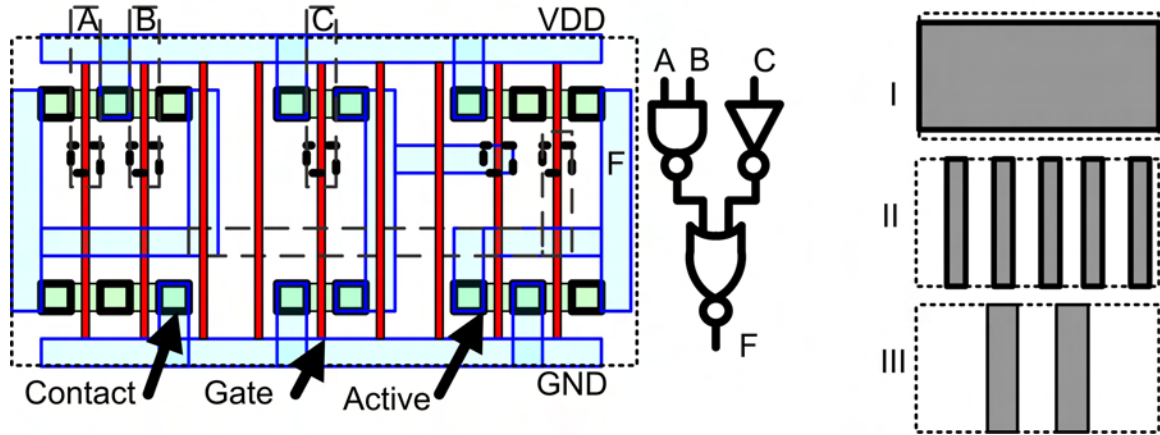 A B C VDD
A B C
I
F
II
F
III
GND
Contact Gate Active